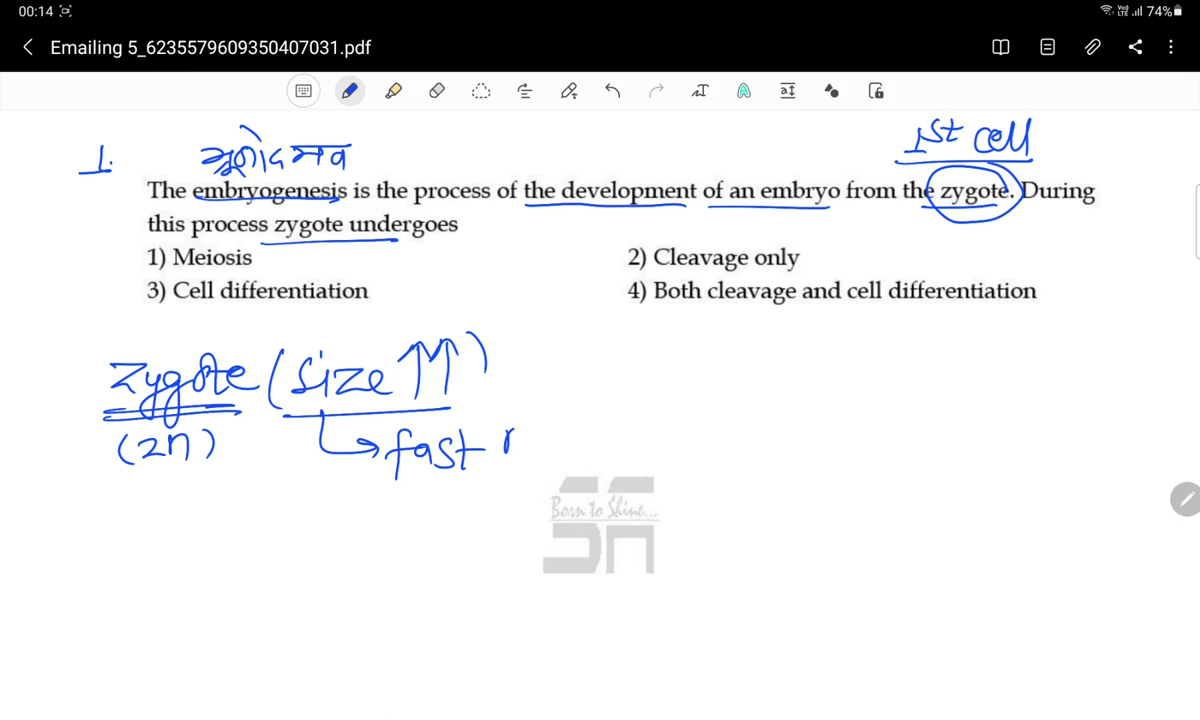 00:14
74%
Emailing 5_6235579609350407031.pdf
1st cell
1.
The embryogenesis is the process of the development of an embryo from the zygote. During
this process zygote undergoes
1) Meiosis
2) Cleavage only
3) Cell differentiation
4) Both cleavage and cell differentiation
Zygote (Size ↑↑↑)
(2n)
fast
Born to Shine...